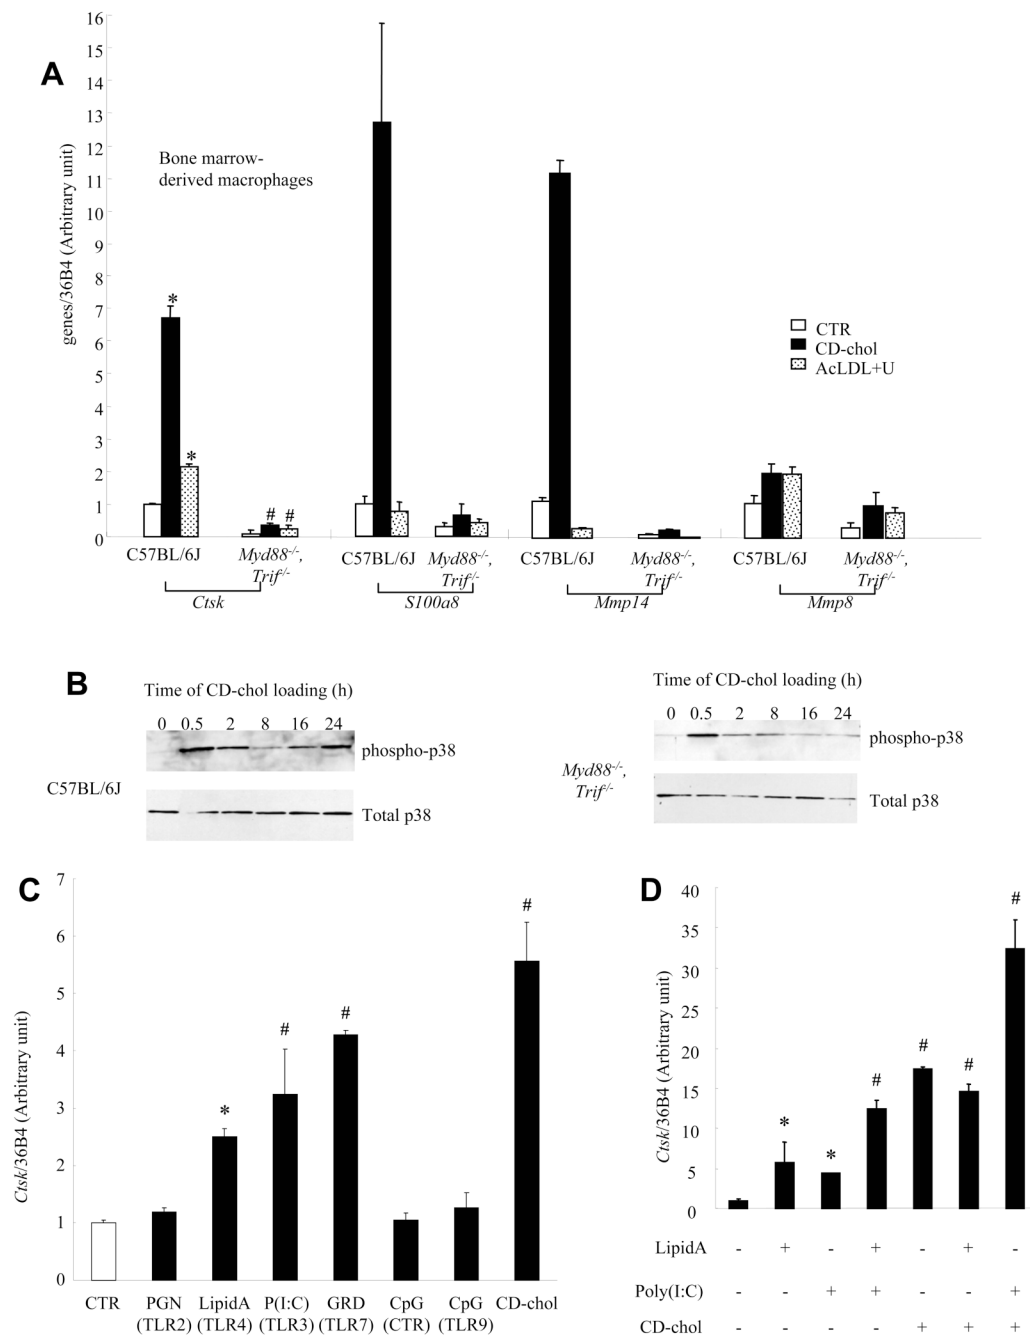 A
genes/36B4 (Arbitrary unit)
16
15
14
13
12
11
10
9
8
7
6
5
4
3
2
1
0
Bone marrow-
derived macrophages
CTR
CD-chol
AcLDL+U
* * # #
C57BL/6J Myd88-/-, Trif/- C57BL/6J Myd88-/-, Trif/- C57BL/6J Myd88-/-, Trif/- C57BL/6J Myd88-/-, Trif/-
Ctsk S100a8 Mmp14 Mmp8
B
Time of CD-chol loading (h)
0 0.5 2 8 16 24
phospho-p38
C57BL/6J
Total p38
Time of CD-chol loading (h)
0 0.5 2 8 16 24
phospho-p38
Myd88-/-,
Trif/-
Total p38
C
Ctsk/36B4 (Arbitrary unit)
7
6
5
4
3
2
1
0
* # # #
CTR PGN LipidA P(I:C) GRD CpG CpG CD-chol
(TLR2) (TLR4) (TLR3) (TLR7) (CTR) (TLR9)
D
Ctsk/36B4 (Arbitrary unit)
40
35
30
25
20
15
10
5
0
* * # # # #
LipidA - + - + - + -
Poly(I:C) - - + + - - +
CD-chol - - - - + + +